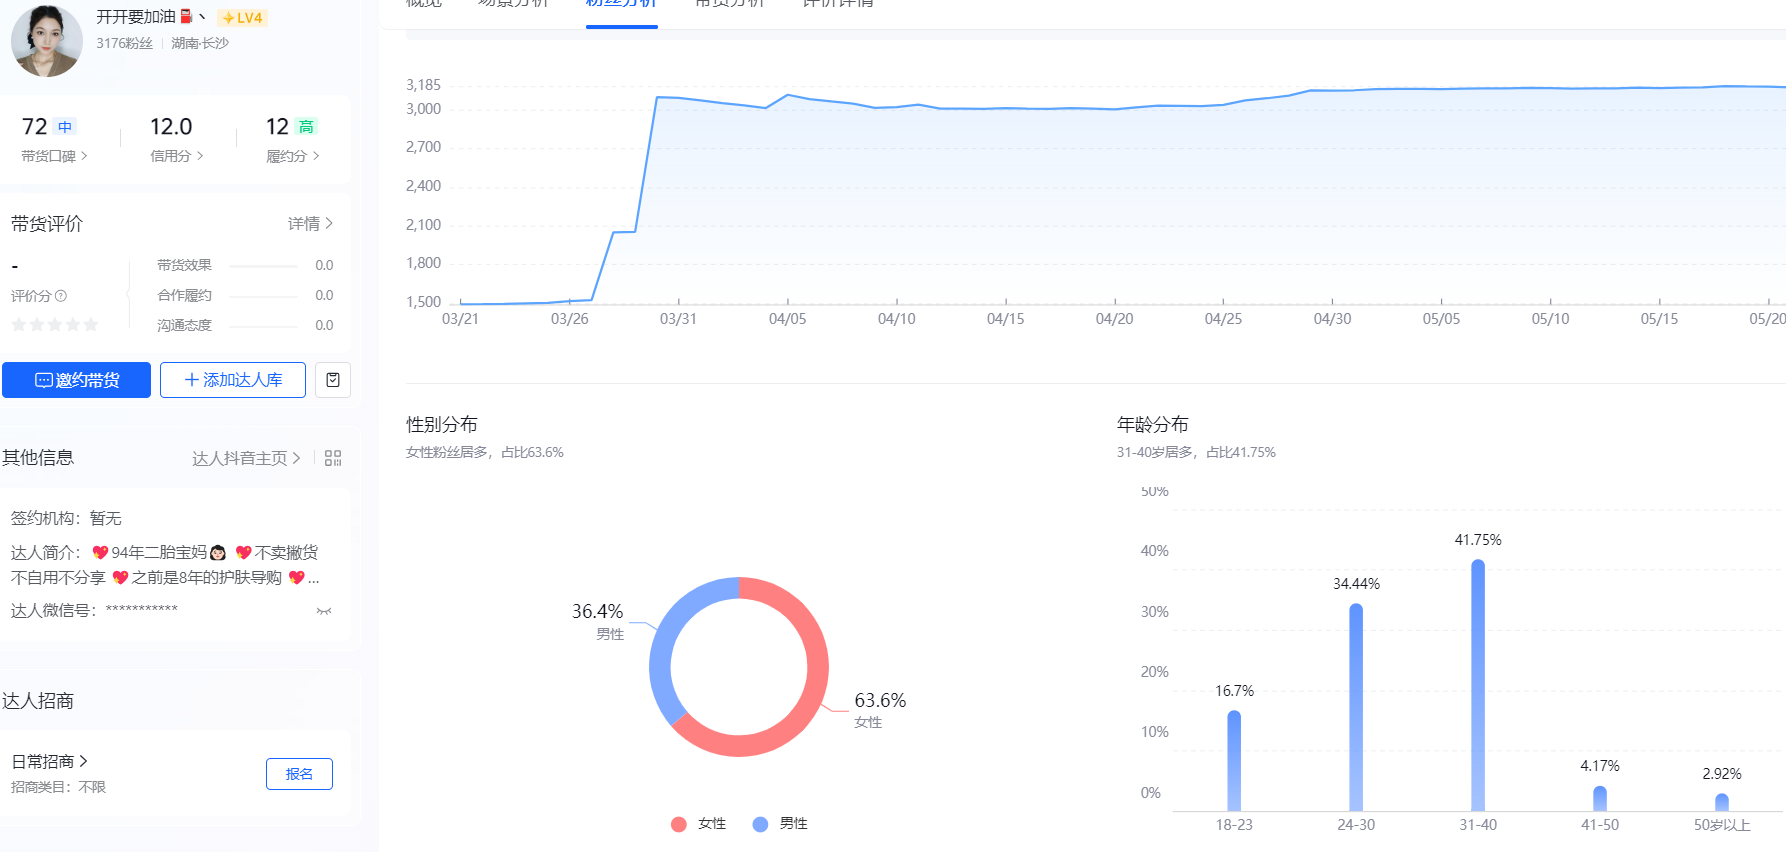 开开要加油⛽丶 LV4
3176粉丝 湖南·长沙
72 中
带货口碑
12.0
信用分
12 高
履约分
带货评价 详情
-
评价分
带货效果 0.0
合作履约 0.0
沟通态度 0.0
邀约带货
添加达人库
其他信息 达人抖音主页
签约机构：暂无
达人简介：💖94年二胎宝妈👩🏻 💖不卖撇货
不自用不分享 💖之前是8年的护肤导购 💖...
达人微信号：***********
达人招商
日常招商
招商类目：不限
报名
概览 场景分析 粉丝分析 带货分析 评价详情
3,185
3,000
2,700
2,400
2,100
1,800
1,500
03/21 03/26 03/31 04/05 04/10 04/15 04/20 04/25 04/30 05/05 05/10 05/15 05/20
性别分布
女性粉丝居多，占比63.6%
36.4%
男性
63.6%
女性
女性 男性
年龄分布
31-40岁居多，占比41.75%
50%
40%
30%
20%
10%
0%
16.7%
34.44%
41.75%
4.17%
2.92%
18-23 24-30 31-40 41-50 50岁以上